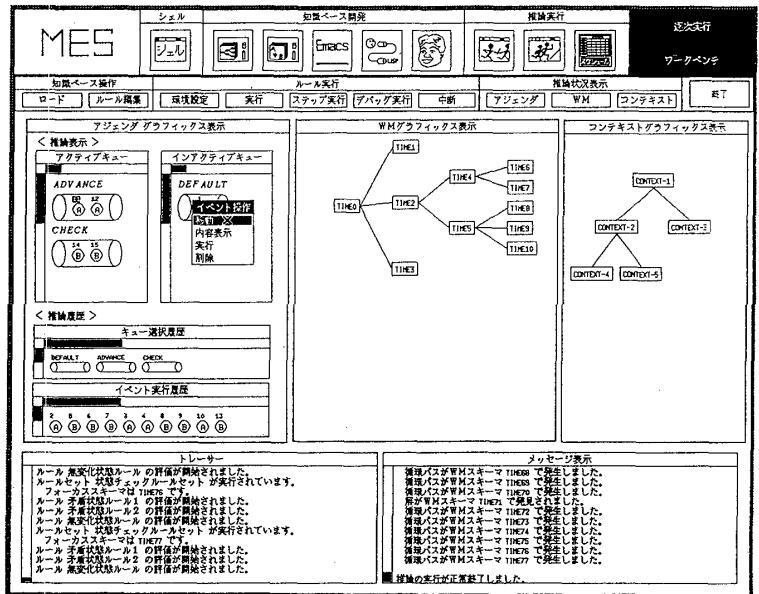 MES
シェル
知識ベース開発
推論実行
逐次実行
ワークベンチ
シェル
Emacs
CLISP
スケジュール
知識ベース操作
ルール実行
推論状況表示
終了
ロード
ルール編集
環境設定
実行
ステップ実行
デバッグ実行
中断
アジェンダ
WM
コンテキスト
アジェンダ グラフィックス表示
< 推論表示 >
アクティブキュー
インアクティブキュー
ADVANCE
12
A A
CHECK
14 15
B B
DEFAULT
イベント操作
移動
内容表示
実行
削除
< 推論履歴 >
キュー選択履歴
DEFAULT ADVANCE CHECK
イベント実行履歴
A B B B A A B B A B
WMグラフィックス表示
TIME1
TIME6
TIME4
TIME7
TIME0
TIME2
TIME8
TIME5
TIME9
TIME10
TIME3
コンテキストグラフィックス表示
CONTEXT-1
CONTEXT-2
CONTEXT-3
CONTEXT-4
CONTEXT-5
トレーサー
ルール 無変化状態ルール の評価が開始されました。
ルールセット 状態チェックルールセット が実行されています。
フォーカススキーマは TIME76 です。
ルール 矛盾状態ルール1 の評価が開始されました。
ルール 矛盾状態ルール2 の評価が開始されました。
ルール 無変化状態ルール の評価が開始されました。
ルールセット 状態チェックルールセット が実行されています。
フォーカススキーマは TIME77 です。
ルール 矛盾状態ルール1 の評価が開始されました。
ルール 矛盾状態ルール2 の評価が開始されました。
ルール 無変化状態ルール の評価が開始されました。
メッセージ表示
循環パスがWMスキーマ TIME68 で発生しました。
循環パスがWMスキーマ TIME69 で発生しました。
循環パスがWMスキーマ TIME70 で発生しました。
解がWMスキーマ TIME71 で発見されました。
循環パスがWMスキーマ TIME72 で発生しました。
循環パスがWMスキーマ TIME73 で発生しました。
循環パスがWMスキーマ TIME74 で発生しました。
循環パスがWMスキーマ TIME75 で発生しました。
循環パスがWMスキーマ TIME76 で発生しました。
循環パスがWMスキーマ TIME77 で発生しました。
推論の実行が正常終了しました。